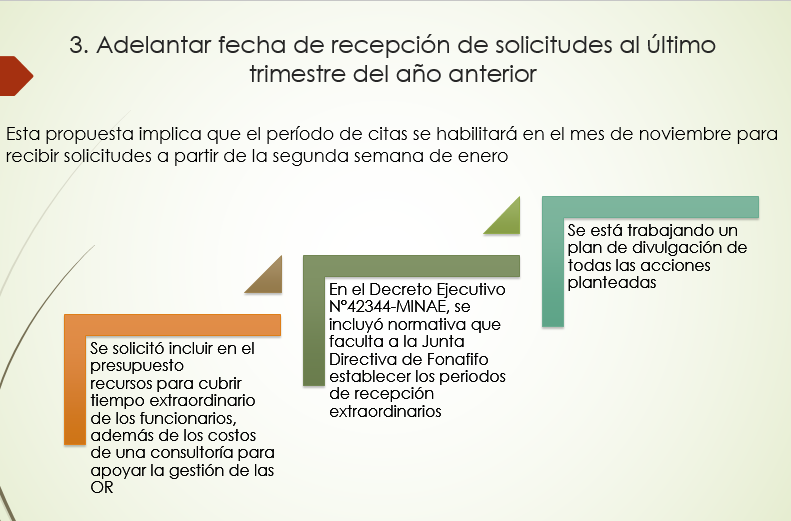 3. Adelantar fecha de recepción de solicitudes al último
trimestre del año anterior
Esta propuesta implica que el período de citas se habilitará en el mes de noviembre para
recibir solicitudes a partir de la segunda semana de enero
Se solicitó incluir en el
presupuesto
recursos para cubrir
tiempo extraordinario
de los funcionarios,
además de los costos
de una consultoría para
apoyar la gestión de las
OR
En el Decreto Ejecutivo
N°42344-MINAE, se
incluyó normativa que
faculta a la Junta
Directiva de Fonafifo
establecer los periodos
de recepción
extraordinarios
Se está trabajando un
plan de divulgación de
todas las acciones
planteadas